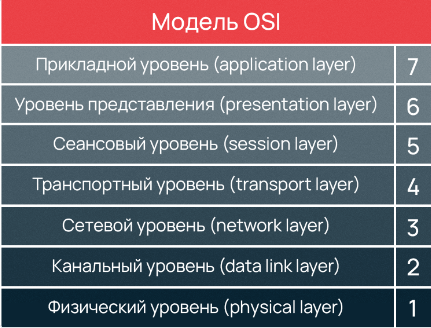 Модель OSI
Прикладной уровень (application layer) 7
Уровень представления (presentation layer) 6
Сеансовый уровень (session layer) 5
Транспортный уровень (transport layer) 4
Сетевой уровень (network layer) 3
Канальный уровень (data link layer) 2
Физический уровень (physical layer) 1